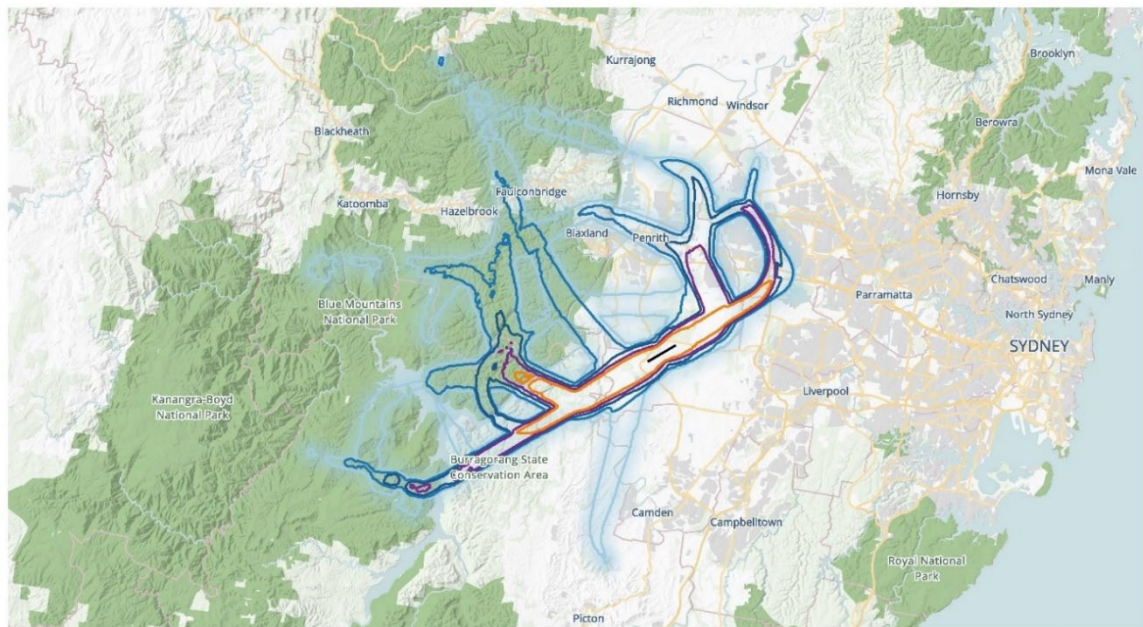 Brooklyn
Kurrajong
Richmond
Windsor
Berowra
Blackheath
Mona Vale
Faulconbridge
Katoomba
Hazelbrook
Hornsby
Blaxland
Penrith
Chatswood
Manly
Blue Mountains
National Park
Parramatta
North Sydney
SYDNEY
Liverpool
Kanangra-Boyd
National Park
Burragorang State
Conservation Area
Camden
Campbelltown
Royal National
Park
Picton